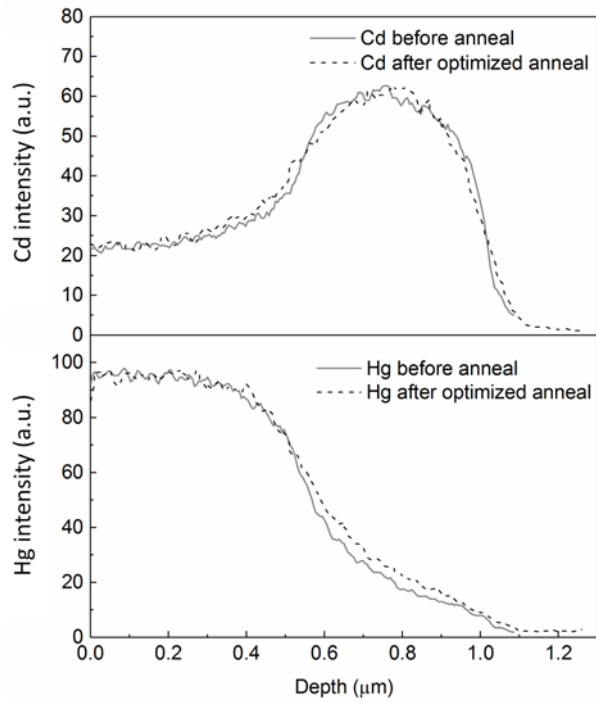 80
70
60
50
40
30
20
10
0
Cd intensity (a.u.)
Cd before anneal
Cd after optimized anneal
100
80
60
40
20
0
Hg intensity (a.u.)
Hg before anneal
Hg after optimized anneal
0.0 0.2 0.4 0.6 0.8 1.0 1.2
Depth (μm)